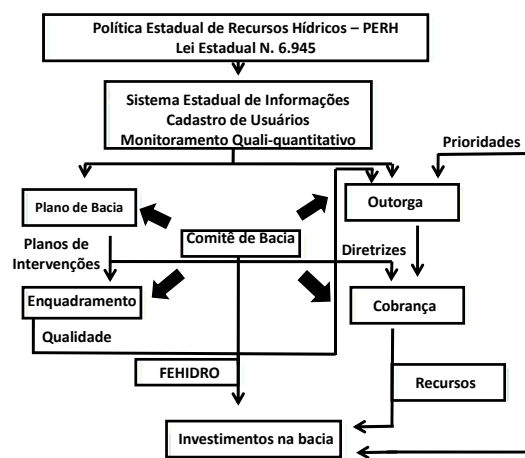 Política Estadual de Recursos Hídricos – PERH
Lei Estadual N. 6.945
Sistema Estadual de Informações
Cadastro de Usuários
Monitoramento Quali-quantitativo
Prioridades
Plano de Bacia
Outorga
Planos de
Intervenções
Comitê de Bacia
Diretrizes
Enquadramento
Cobrança
Qualidade
FEHIDRO
Recursos
Investimentos na bacia